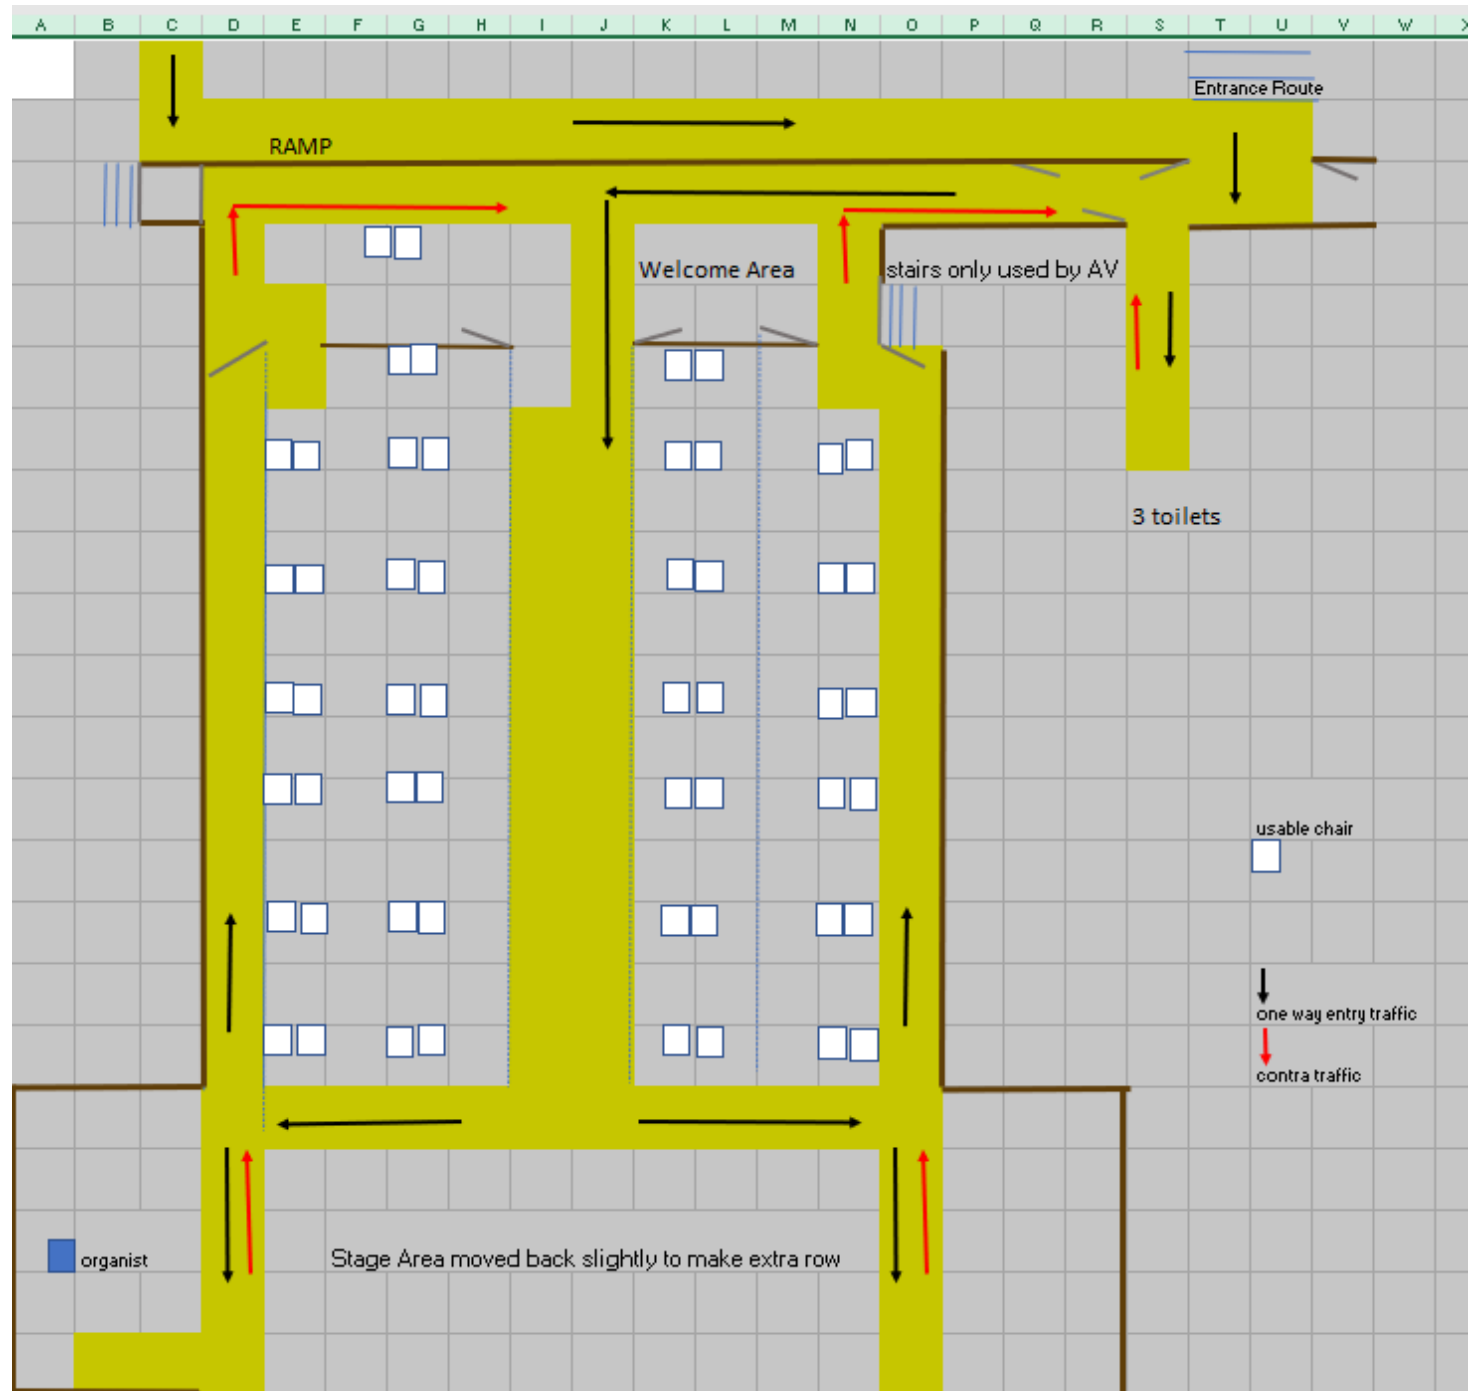 A B C D E F G H I J K L M N O P Q R S T U V W X
Entrance Route
RAMP
Welcome Area
stairs only used by AV
3 toilets
usable chair
one way entry traffic
contra traffic
organist
Stage Area moved back slightly to make extra row